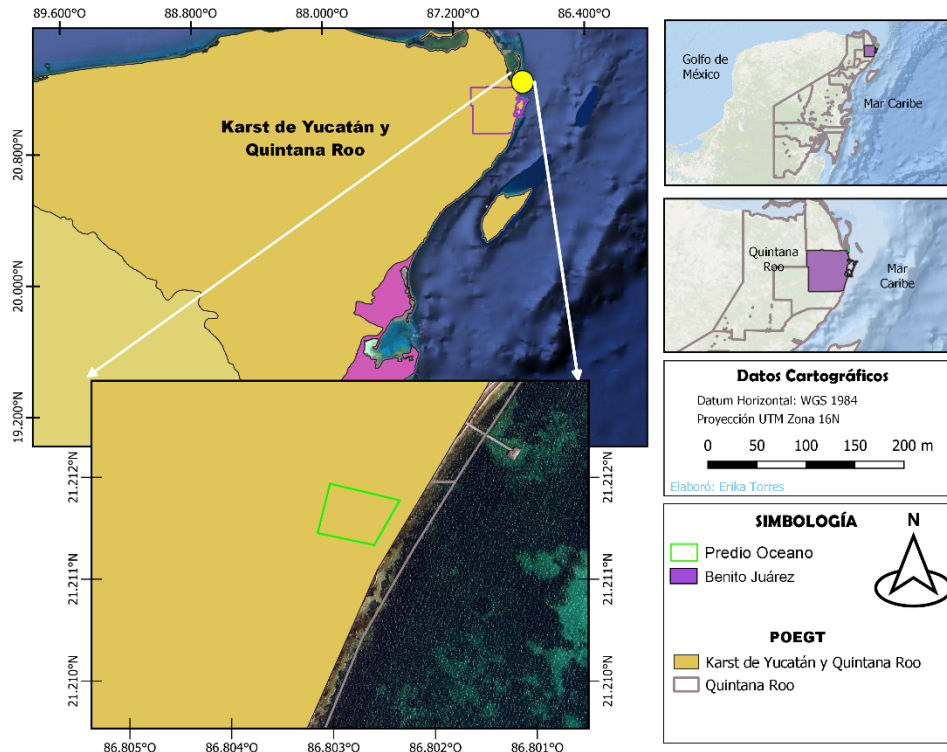 89.600°O 88.800°O 88.000°O 87.200°O 86.400°O
20.800°N
20.000°N
19.200°N
Karst de Yucatán y
Quintana Roo
21.212°N
21.211°N
21.210°N
21.212°N
21.211°N
21.210°N
86.805°O 86.804°O 86.803°O 86.802°O 86.801°O
Golfo de
México
Mar Caribe
Quintana
Roo
Mar
Caribe
Datos Cartográficos
Datum Horizontal: WGS 1984
Proyección UTM Zona 16N
0 50 100 150 200 m
Elaboró: Erika Torres
SIMBOLOGÍA
N
Predio Oceano
Benito Juárez
POEGT
Karst de Yucatán y Quintana Roo
Quintana Roo